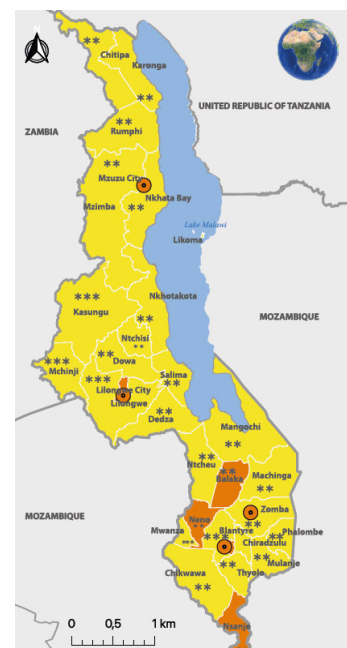 **
Chitipa
Karonga
**
UNITED REPUBLIC OF TANZANIA
**
Rumphi
ZAMBIA
**
Mzuzu City
Nkhata Bay
Mzimba
**
Lake Malawi
Likoma
***
Nkhotakota
Kasungu
**
MOZAMBIQUE
Ntchisi
**
***
**
Dowa
Mchinji
***
Salima
**
Lilongwe City
Lilongwe
**
Dedza
Mangochi
**
**
Ntcheu
**
Balaka
Machinga
**
Zomba
MOZAMBIQUE
Neno
**
**
Mwanza
***
Blantyre
***
**
Phalombe
Chiradzulu
**
Mulanje
**
Thyolo
Chikwawa
**
Nsanje
0 0,5 1 km